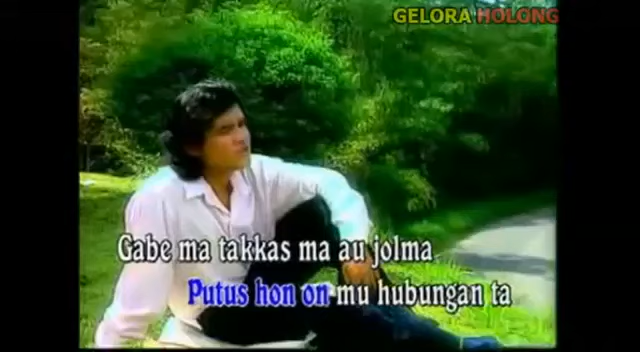 GELORA HOLONG
Gabe ma takkas ma au jolma
Putus hon on mu hubungan ta